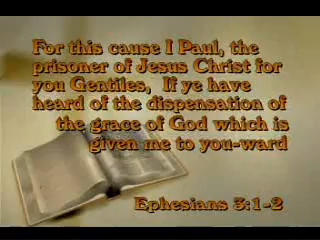 For this cause I Paul, the
prisoner of Jesus Christ for
you Gentiles, If ye have
heard of the dispensation of
the grace of God which is
given me to you-ward
Ephesians 3:1-2